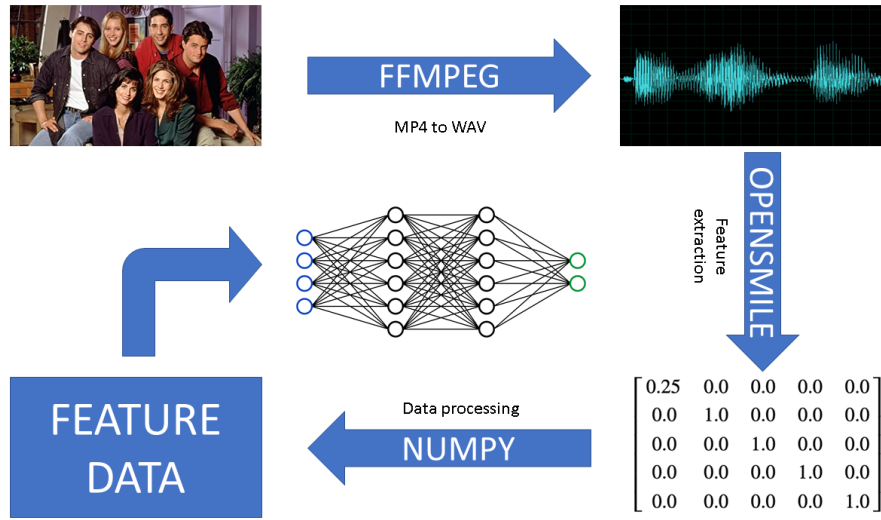 FFMPEG
MP4 to WAV
OPENSMILE
Feature
extraction
0.25 0.0 0.0 0.0 0.0
0.0 1.0 0.0 0.0 0.0
0.0 0.0 1.0 0.0 0.0
0.0 0.0 0.0 1.0 0.0
0.0 0.0 0.0 0.0 1.0
Data processing
NUMPY
FEATURE
DATA